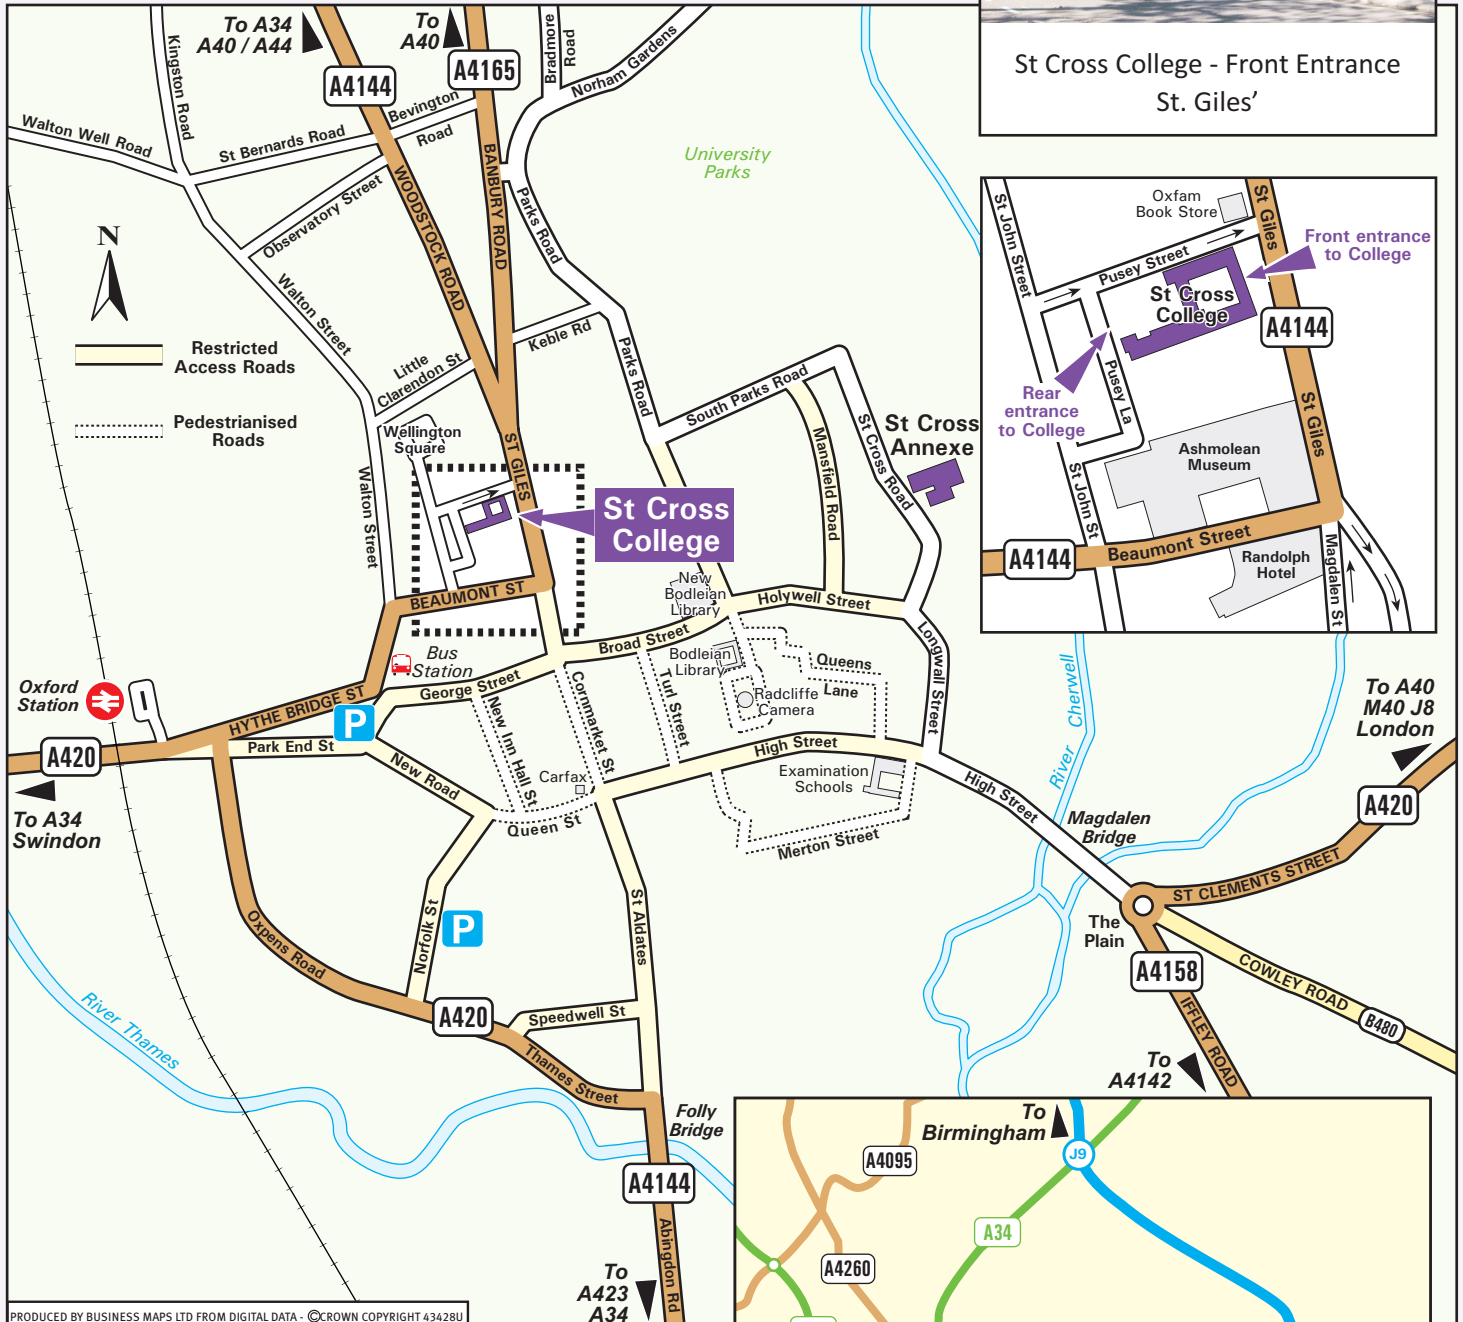 To A34
A40 / A44
To
A40
A4144
A4165
Bradmore
Road
Norham Gardens
Kingston Road
Walton Well Road
St Bernards Road
Bevington
Road
Observatory Street
WOODSTOCK ROAD
BANBURY ROAD
Parks Road
University
Parks
St Cross College - Front Entrance
St. Giles’
N
Restricted
Access Roads
Pedestrianised
Roads
Walton Street
Little
Clarendon St
Keble Rd
Parks Road
South Parks Road
Mansfield Road
St Cross Road
St Cross
Annexe
Wellington
Square
Walton Street
ST GILES
St Cross
College
BEAUMONT ST
New
Bodleian
Library
Holywell Street
Broad Street
Bodleian
Library
Queens
Lane
Radcliffe
Camera
Longwall Street
Bus
Station
George Street
Oxford
Station
HYTHE BRIDGE ST
P
Park End St
A420
To A34
Swindon
New Road
New Inn Hall St
Cornmarket St
Turl Street
Carfax
Queen St
High Street
Examination
Schools
Merton Street
High Street
Magdalen
Bridge
River Cherwell
The
Plain
ST CLEMENTS STREET
A420
To A40
M40 J8
London
A4158
IFFLEY ROAD
COWLEY ROAD
B480
To
A4142
Oxpens Road
Norfolk St
P
St Aldates
A420
Speedwell St
Thames Street
River Thames
Folly
Bridge
A4144
Abingdon Rd
To
A423
A34
PRODUCED BY BUSINESS MAPS LTD FROM DIGITAL DATA - ©CROWN COPYRIGHT 43428U
St John Street
Oxfam
Book Store
St Giles
Pusey Street
Front entrance
to College
St Cross
College
A4144
Rear
entrance
to College
Pusey La
St Giles
Ashmolean
Museum
St John St
A4144
Beaumont Street
Randolph
Hotel
Magdalen St
To
Birmingham
J9
A4095
A34
A4260